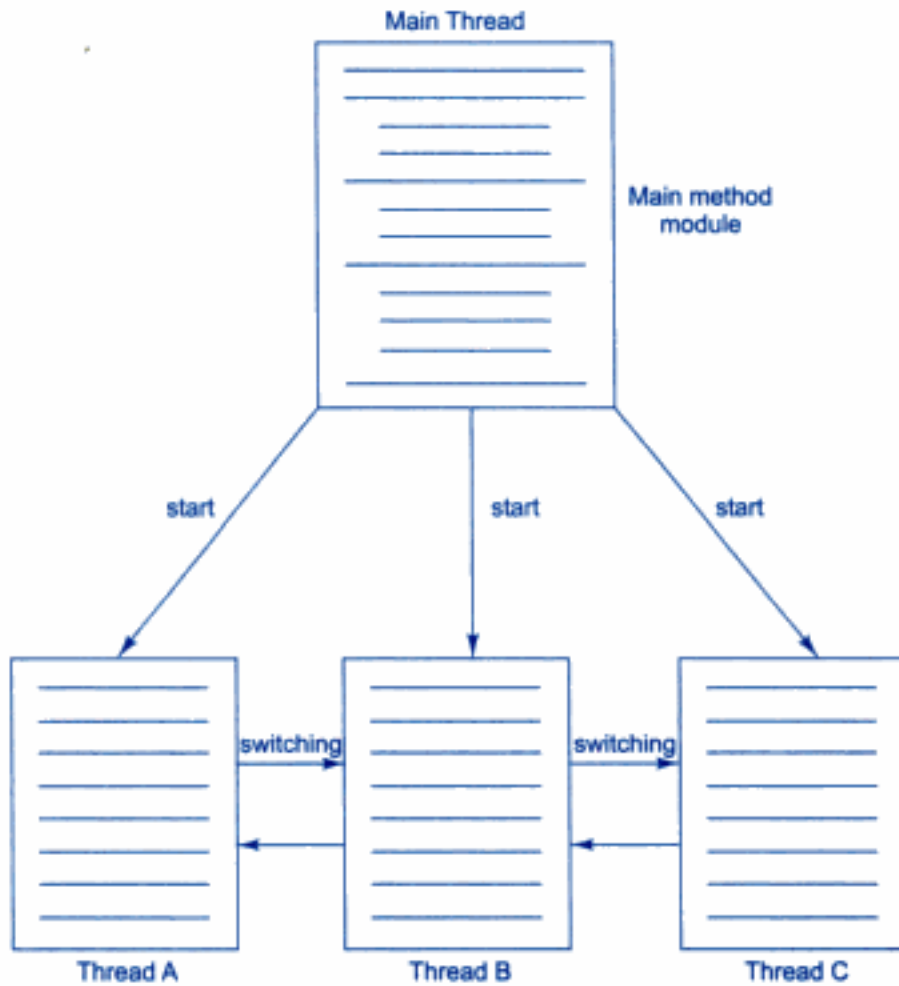 Main Thread
Main method
module
start
start
start
switching
switching
Thread A
Thread B
Thread C